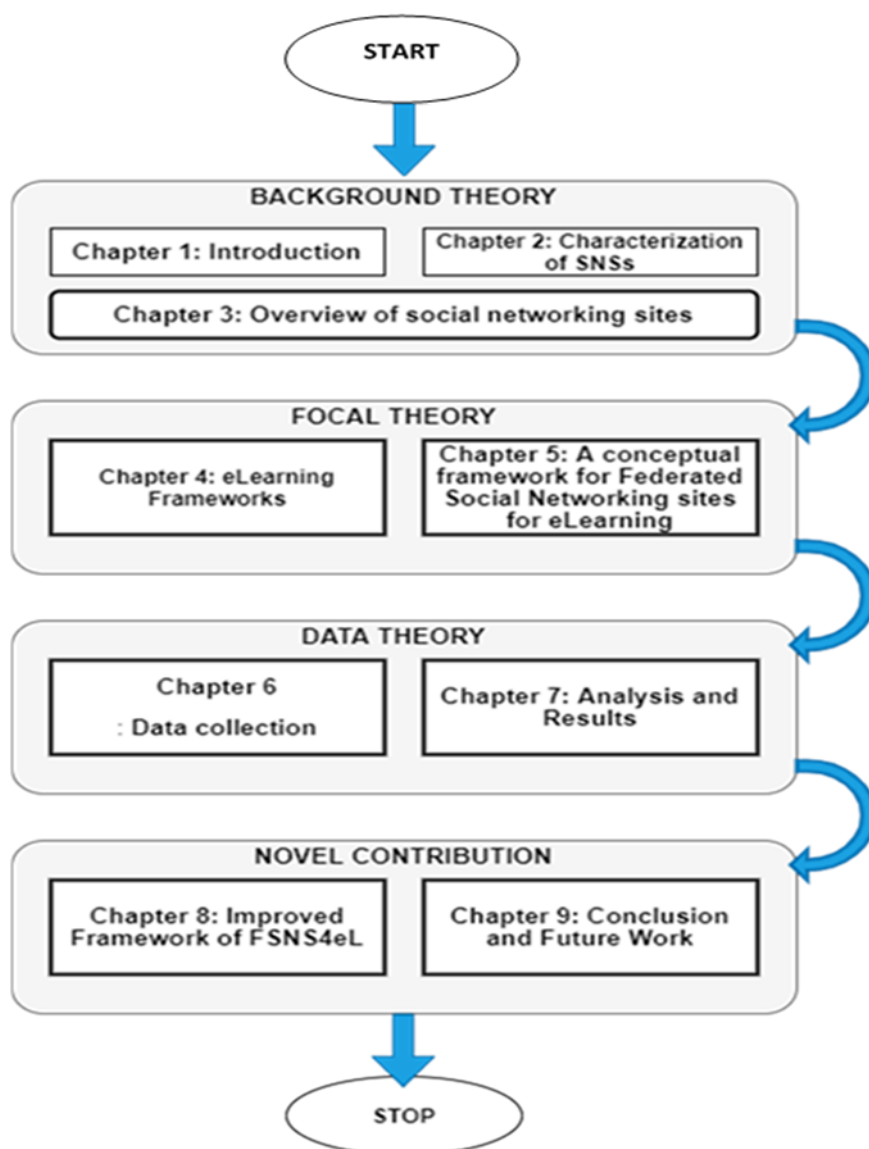 START
BACKGROUND THEORY
Chapter 1: Introduction
Chapter 2: Characterization
of SNSs
Chapter 3: Overview of social networking sites
FOCAL THEORY
Chapter 4: eLearning
Frameworks
Chapter 5: A conceptual
framework for Federated
Social Networking sites
for eLearning
DATA THEORY
Chapter 6
: Data collection
Chapter 7: Analysis and
Results
NOVEL CONTRIBUTION
Chapter 8: Improved
Framework of FSNS4eL
Chapter 9: Conclusion
and Future Work
STOP